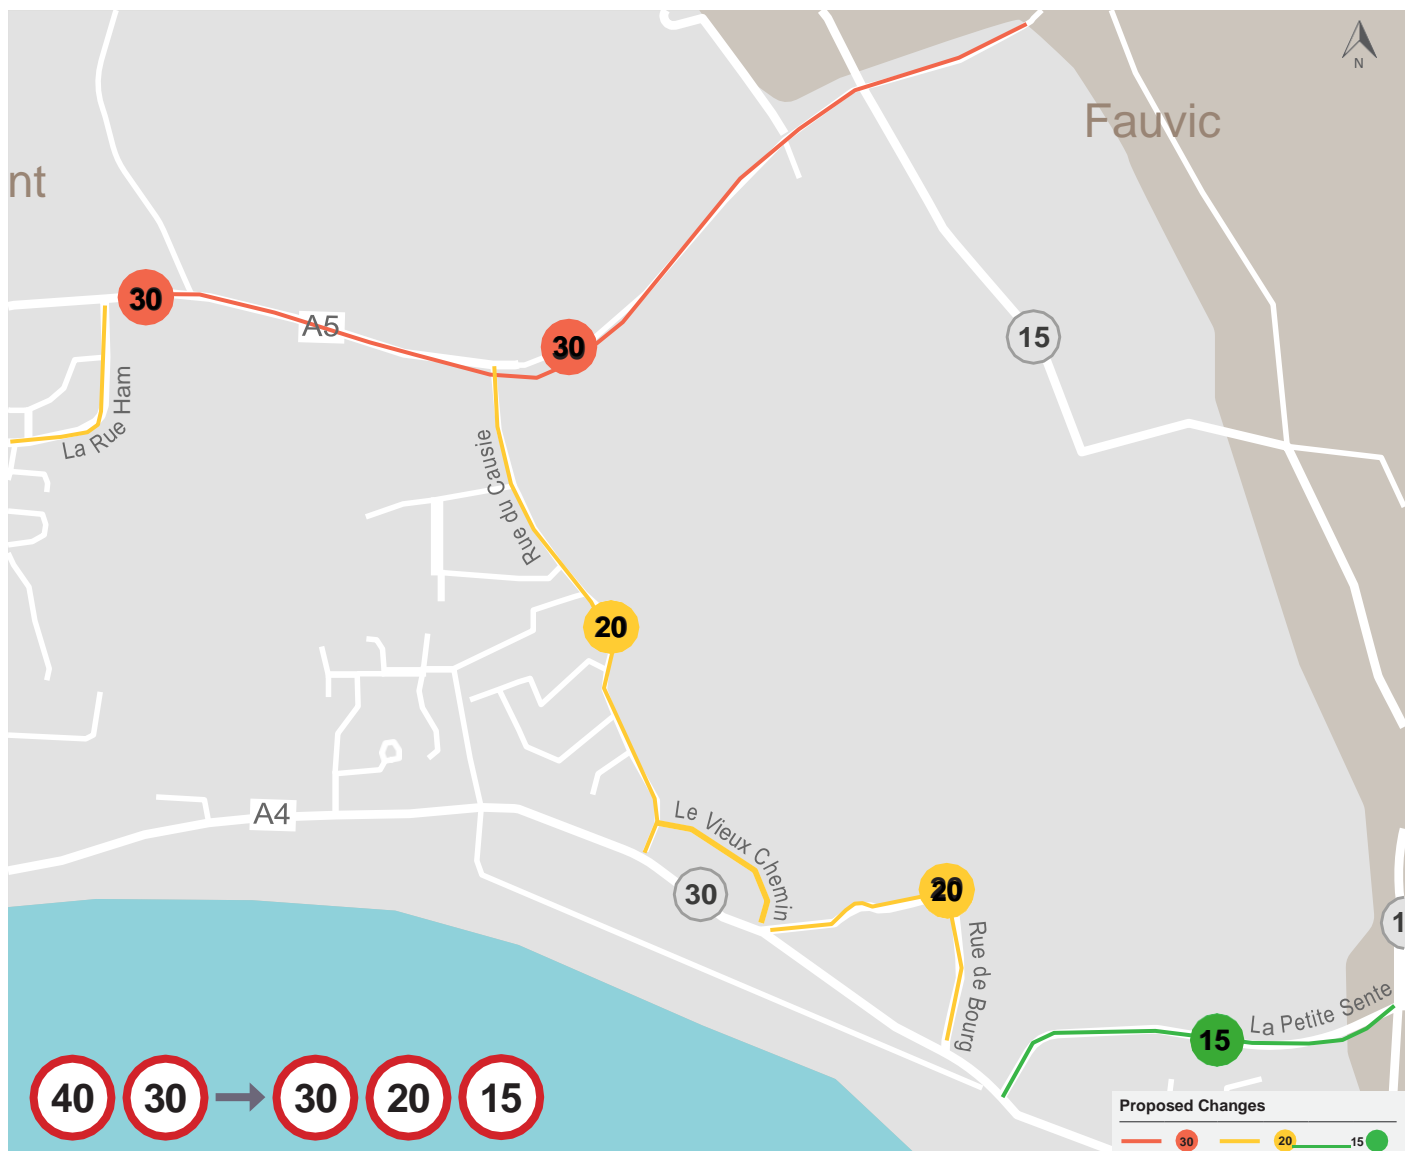 N
Fauvic
nt
30
A5
30
15
La Rue Ham
Rue du Causie
20
A4
Le Vieux Chemin
30
20
Rue de Bourg
1
La Petite Sente
15
40 30 30 20 15
Proposed Changes
30 20 15